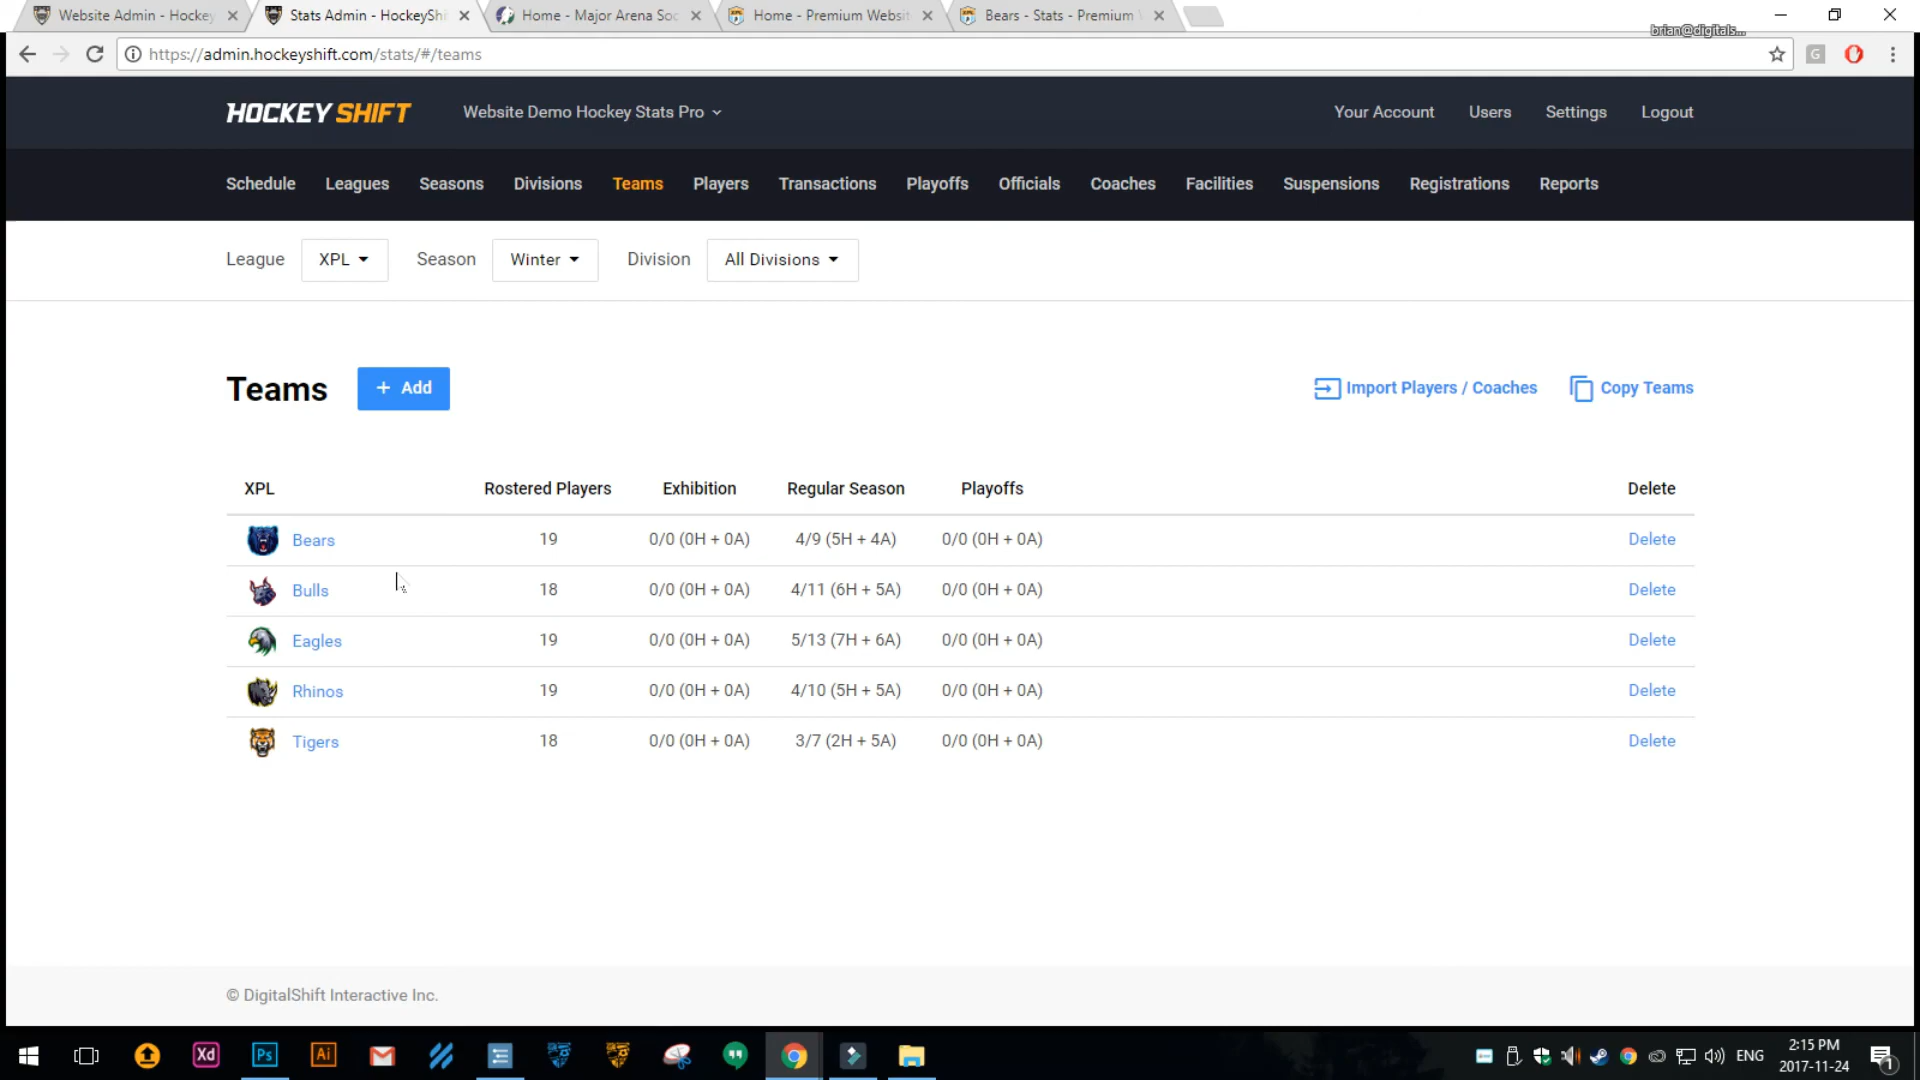 Website Admin - Hockey
Stats Admin - HockeyShi
Home - Major Arena Soc
Home - Premium Websit
Bears - Stats - Premium
brian@digitals...
https://admin.hockeyshift.com/stats/#/teams
HOCKEY SHIFT
Website Demo Hockey Stats Pro
Your Account
Users
Settings
Logout
Schedule
Leagues
Seasons
Divisions
Teams
Players
Transactions
Playoffs
Officials
Coaches
Facilities
Suspensions
Registrations
Reports
League
XPL
Season
Winter
Division
All Divisions
Teams
+ Add
Import Players / Coaches
Copy Teams
XPL Rostered Players Exhibition Regular Season Playoffs Delete
Bears 19 0/0 (0H + 0A) 4/9 (5H + 4A) 0/0 (0H + 0A) Delete
Bulls 18 0/0 (0H + 0A) 4/11 (6H + 5A) 0/0 (0H + 0A) Delete
Eagles 19 0/0 (0H + 0A) 5/13 (7H + 6A) 0/0 (0H + 0A) Delete
Rhinos 19 0/0 (0H + 0A) 4/10 (5H + 5A) 0/0 (0H + 0A) Delete
Tigers 18 0/0 (0H + 0A) 3/7 (2H + 5A) 0/0 (0H + 0A) Delete
© DigitalShift Interactive Inc.
Xd
Ps
Ai
ENG
2:15 PM
2017-11-24
1